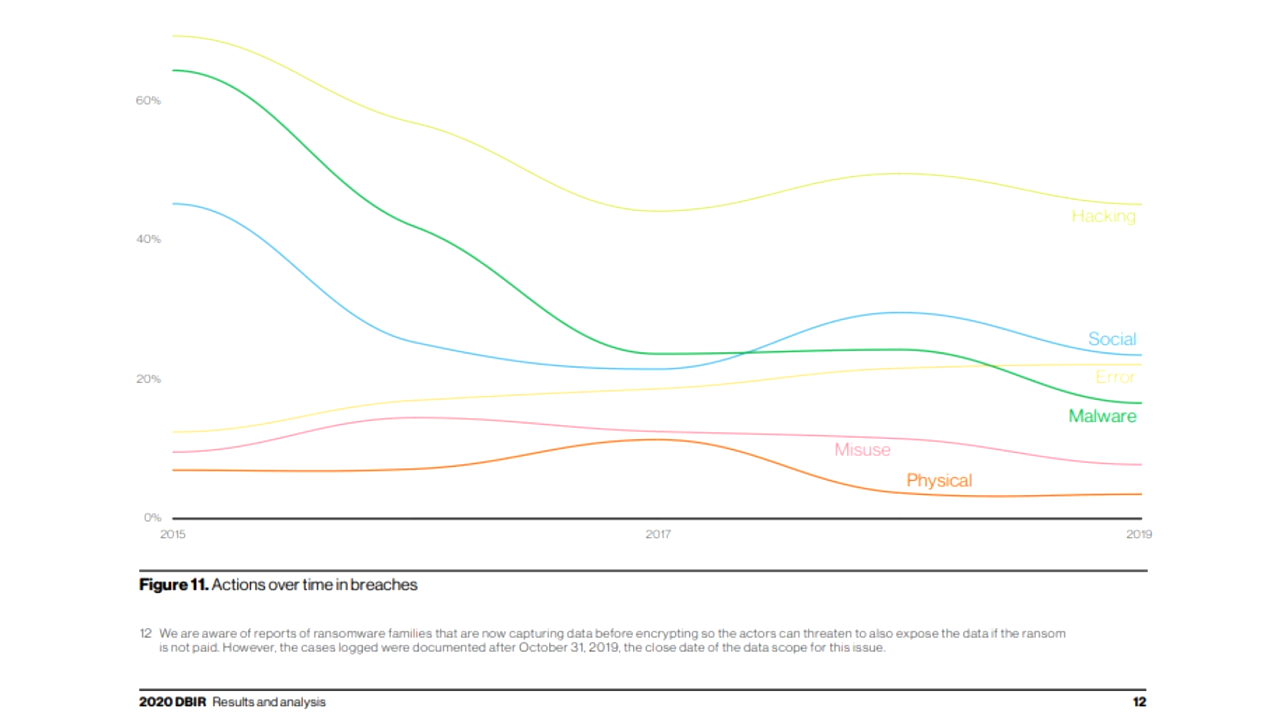 60%
40%
20%
0%
Hacking
Social
Error
Malware
Misuse
Physical
2015 2017 2019
Figure 11. Actions over time in breaches
12 We are aware of reports of ransomware families that are now capturing data before encrypting so the actors can threaten to also expose the data if the ransom
is not paid. However, the cases logged were documented after October 31, 2019, the close date of the data scope for this issue.
2020 DBIR Results and analysis 12